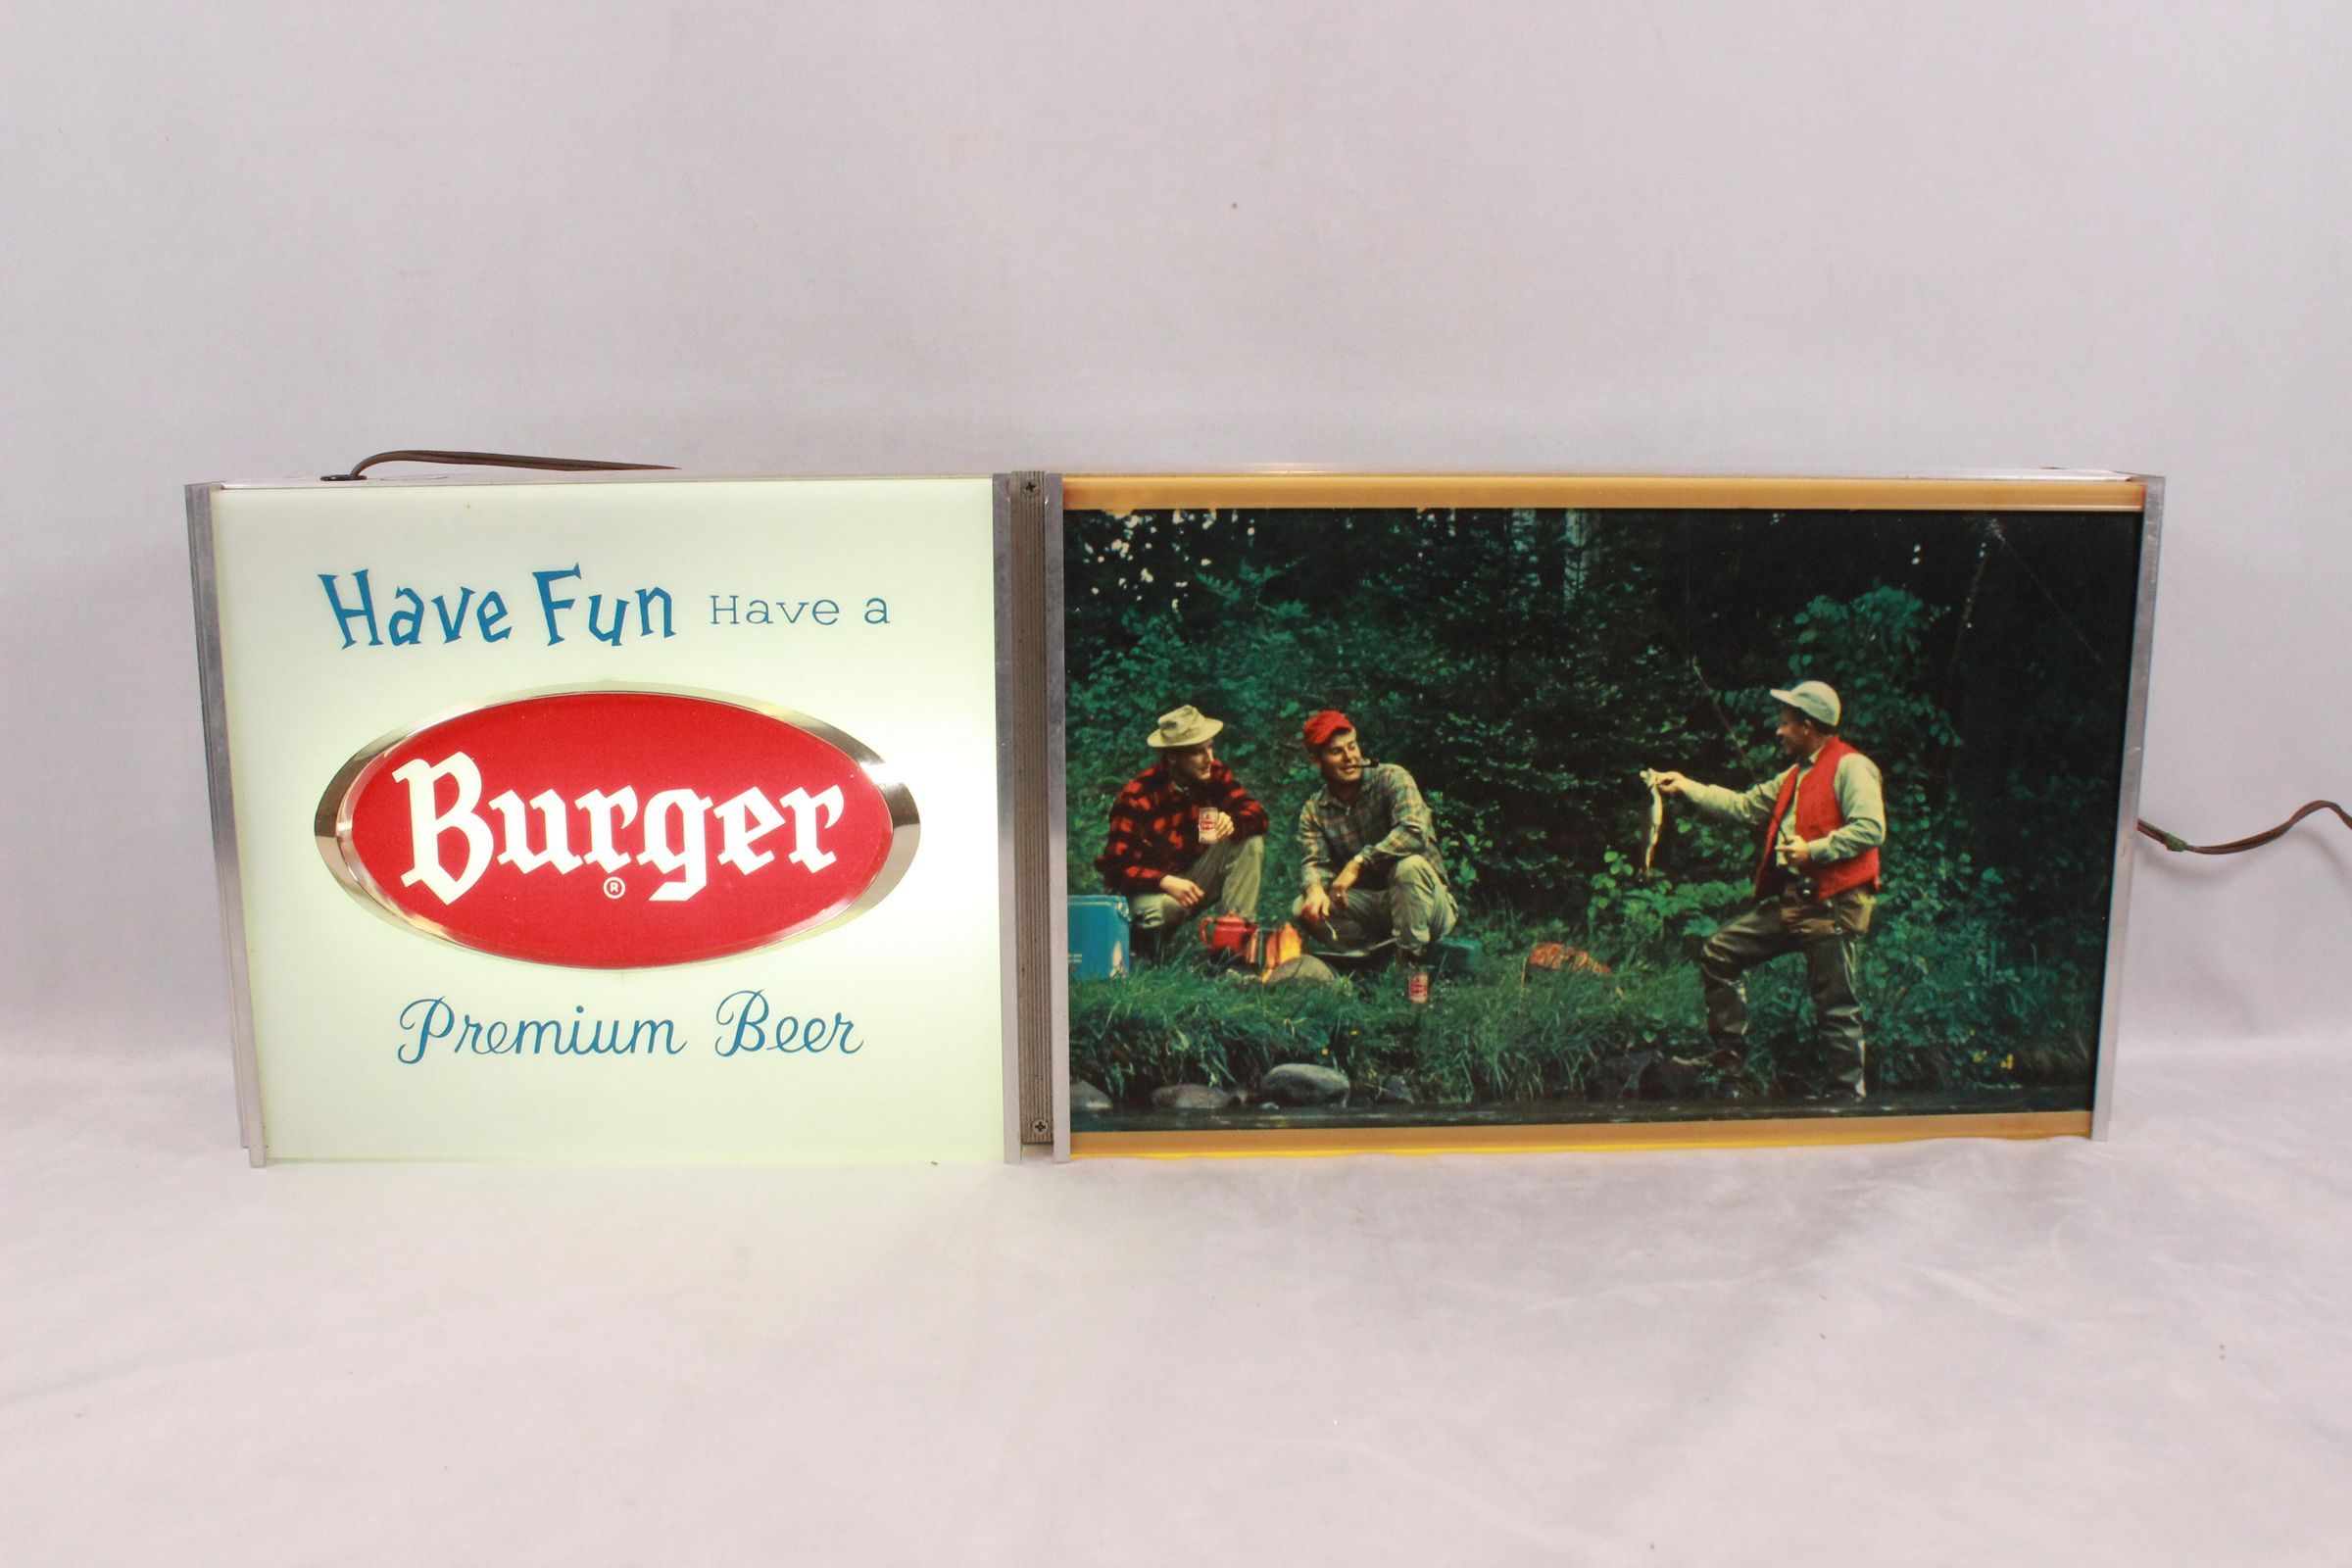 Have Fun Have a
Burger
®
Premium Beer